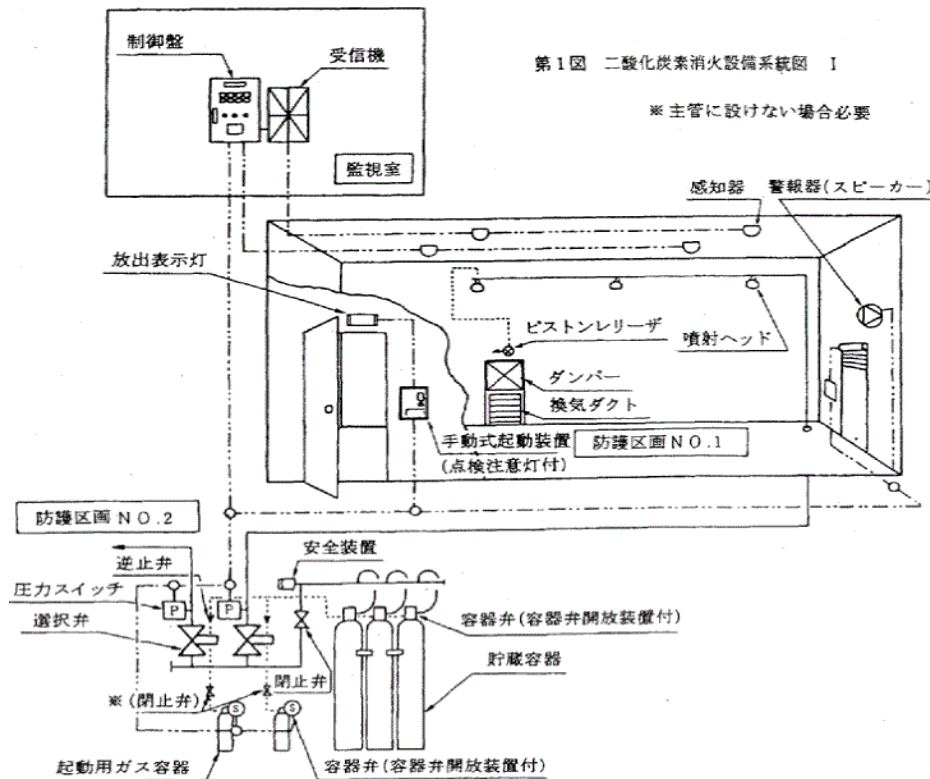 制御盤
受信機
第1図 二酸化炭素消火設備系統図 I
※主管に設けない場合必要
監視室
感知器
警報器(スピーカー)
放出表示灯
ピストンレリーザ
噴射ヘッド
ダンパー
換気ダクト
手動式起動装置
(点検注意灯付)
防護区画NO.1
防護区画NO.2
安全装置
逆止弁
圧力スイッチ
P
P
選択弁
容器弁(容器弁開放装置付)
貯蔵容器
閉止弁
※(閉止弁)
S
S
起動用ガス容器
容器弁(容器弁開放装置付)